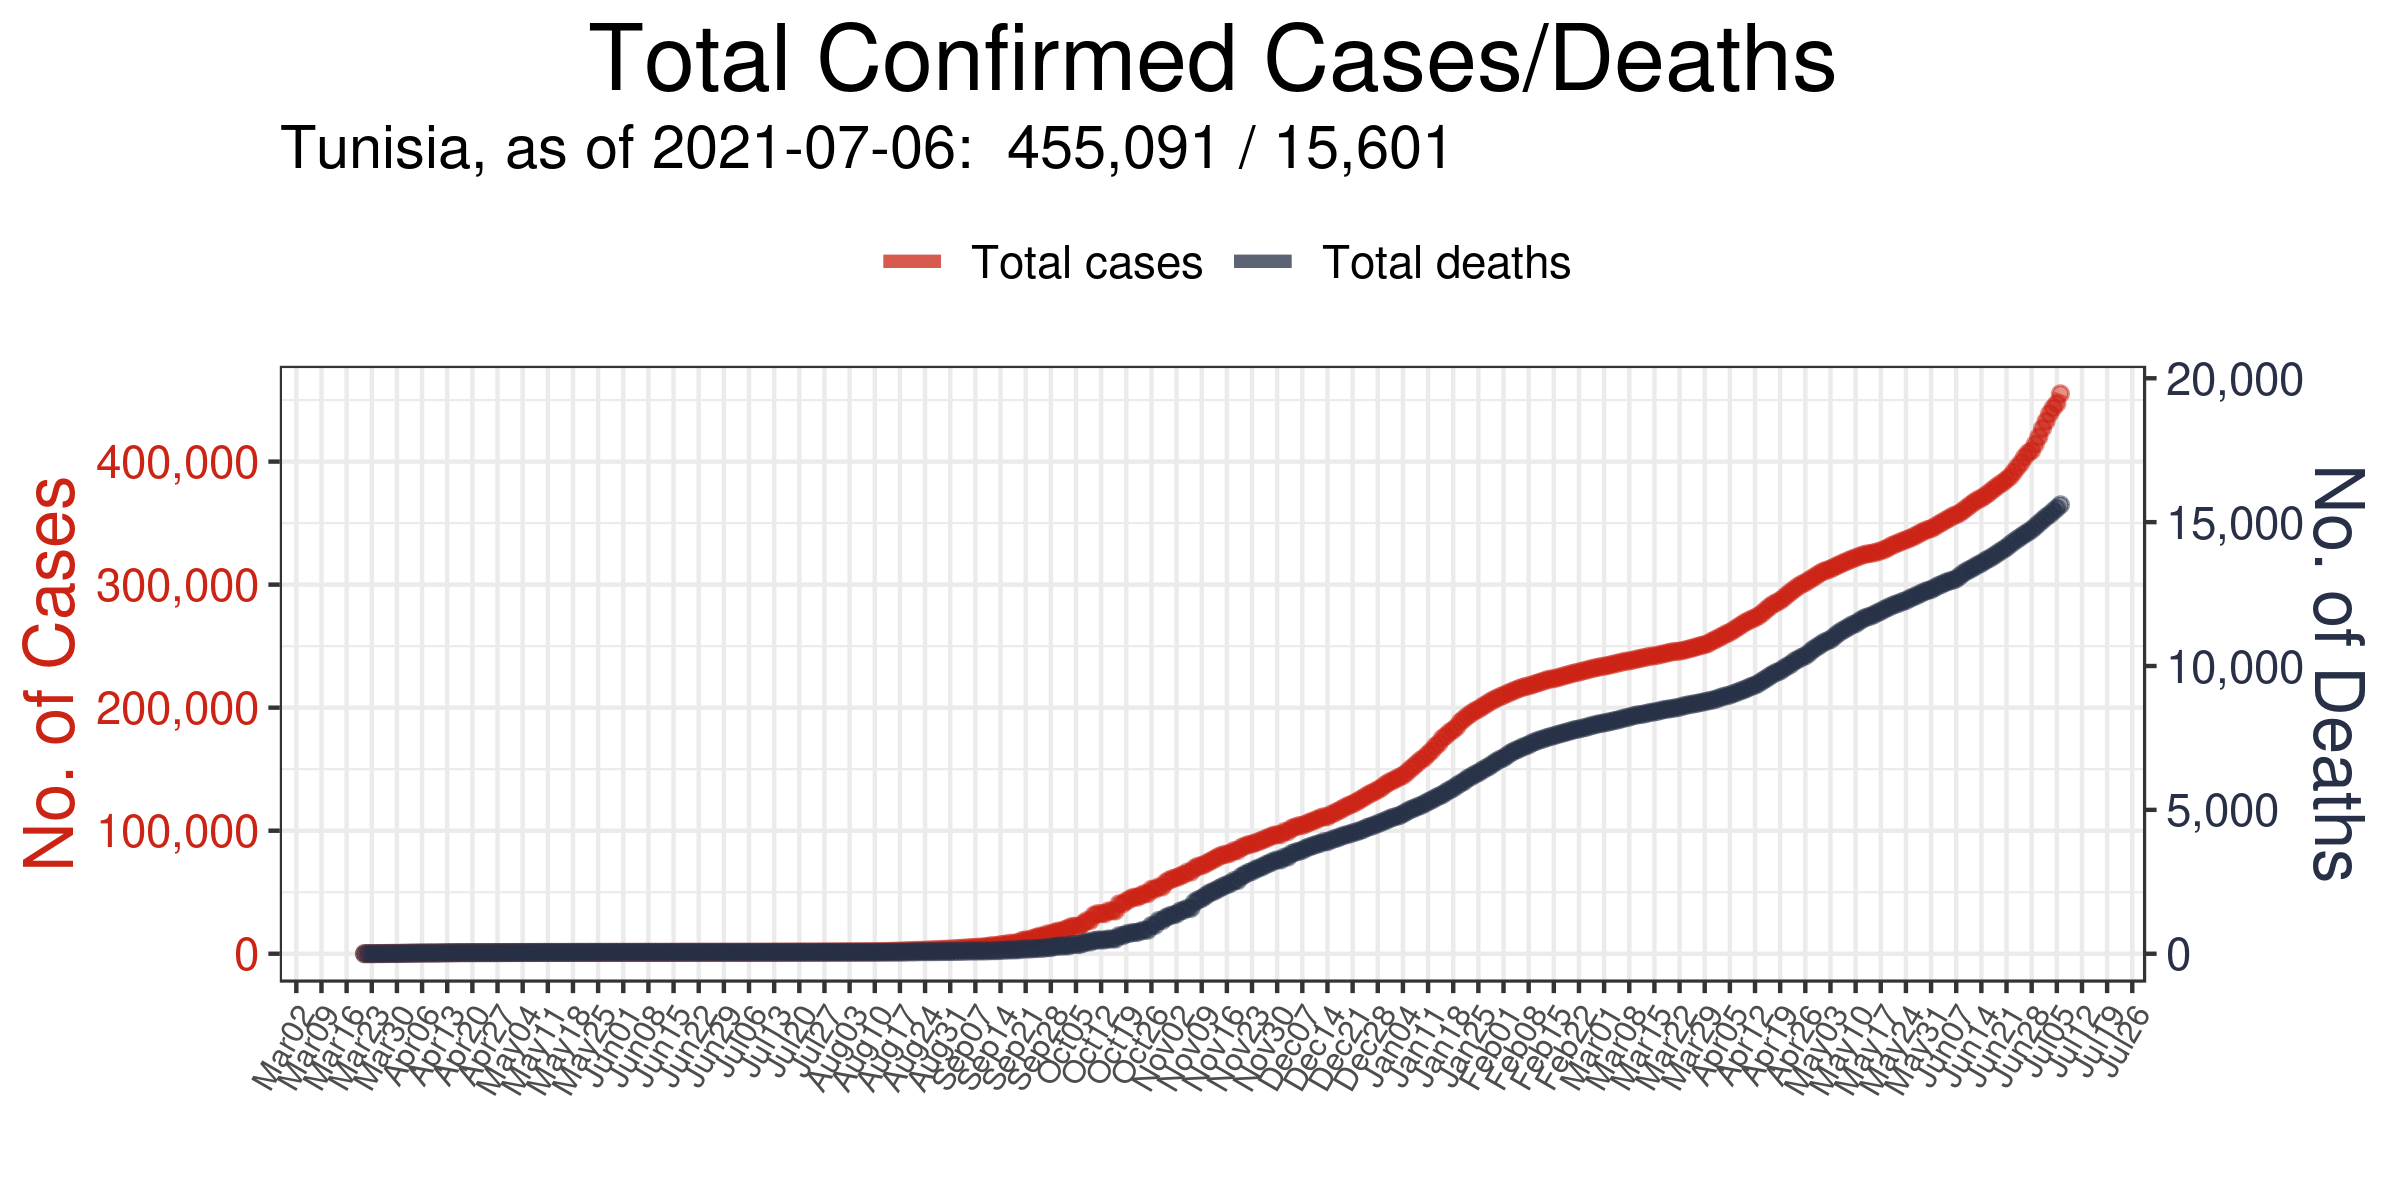 Total Confirmed Cases/Deaths
Tunisia, as of 2021-07-06:  455,091 / 15,601
Total cases
Total deaths
No. of Cases
400,000
300,000
200,000
100,000
0
20,000
15,000
10,000
5,000
0
No. of Deaths
Mar02
Mar09
Mar16
Mar23
Mar30
Apr06
Apr13
Apr20
Apr27
May04
May11
May18
May25
Jun01
Jun08
Jun15
Jun22
Jun29
Jul06
Jul13
Jul20
Jul27
Aug03
Aug10
Aug17
Aug24
Aug31
Sep07
Sep14
Sep21
Sep28
Oct05
Oct12
Oct19
Oct26
Nov02
Nov09
Nov16
Nov23
Nov30
Dec07
Dec14
Dec21
Dec28
Jan04
Jan11
Jan18
Jan25
Feb01
Feb08
Feb15
Feb22
Mar01
Mar08
Mar15
Mar22
Mar29
Apr05
Apr12
Apr19
Apr26
May03
May10
May17
May24
May31
Jun07
Jun14
Jun21
Jun28
Jul05
Jul12
Jul19
Jul26